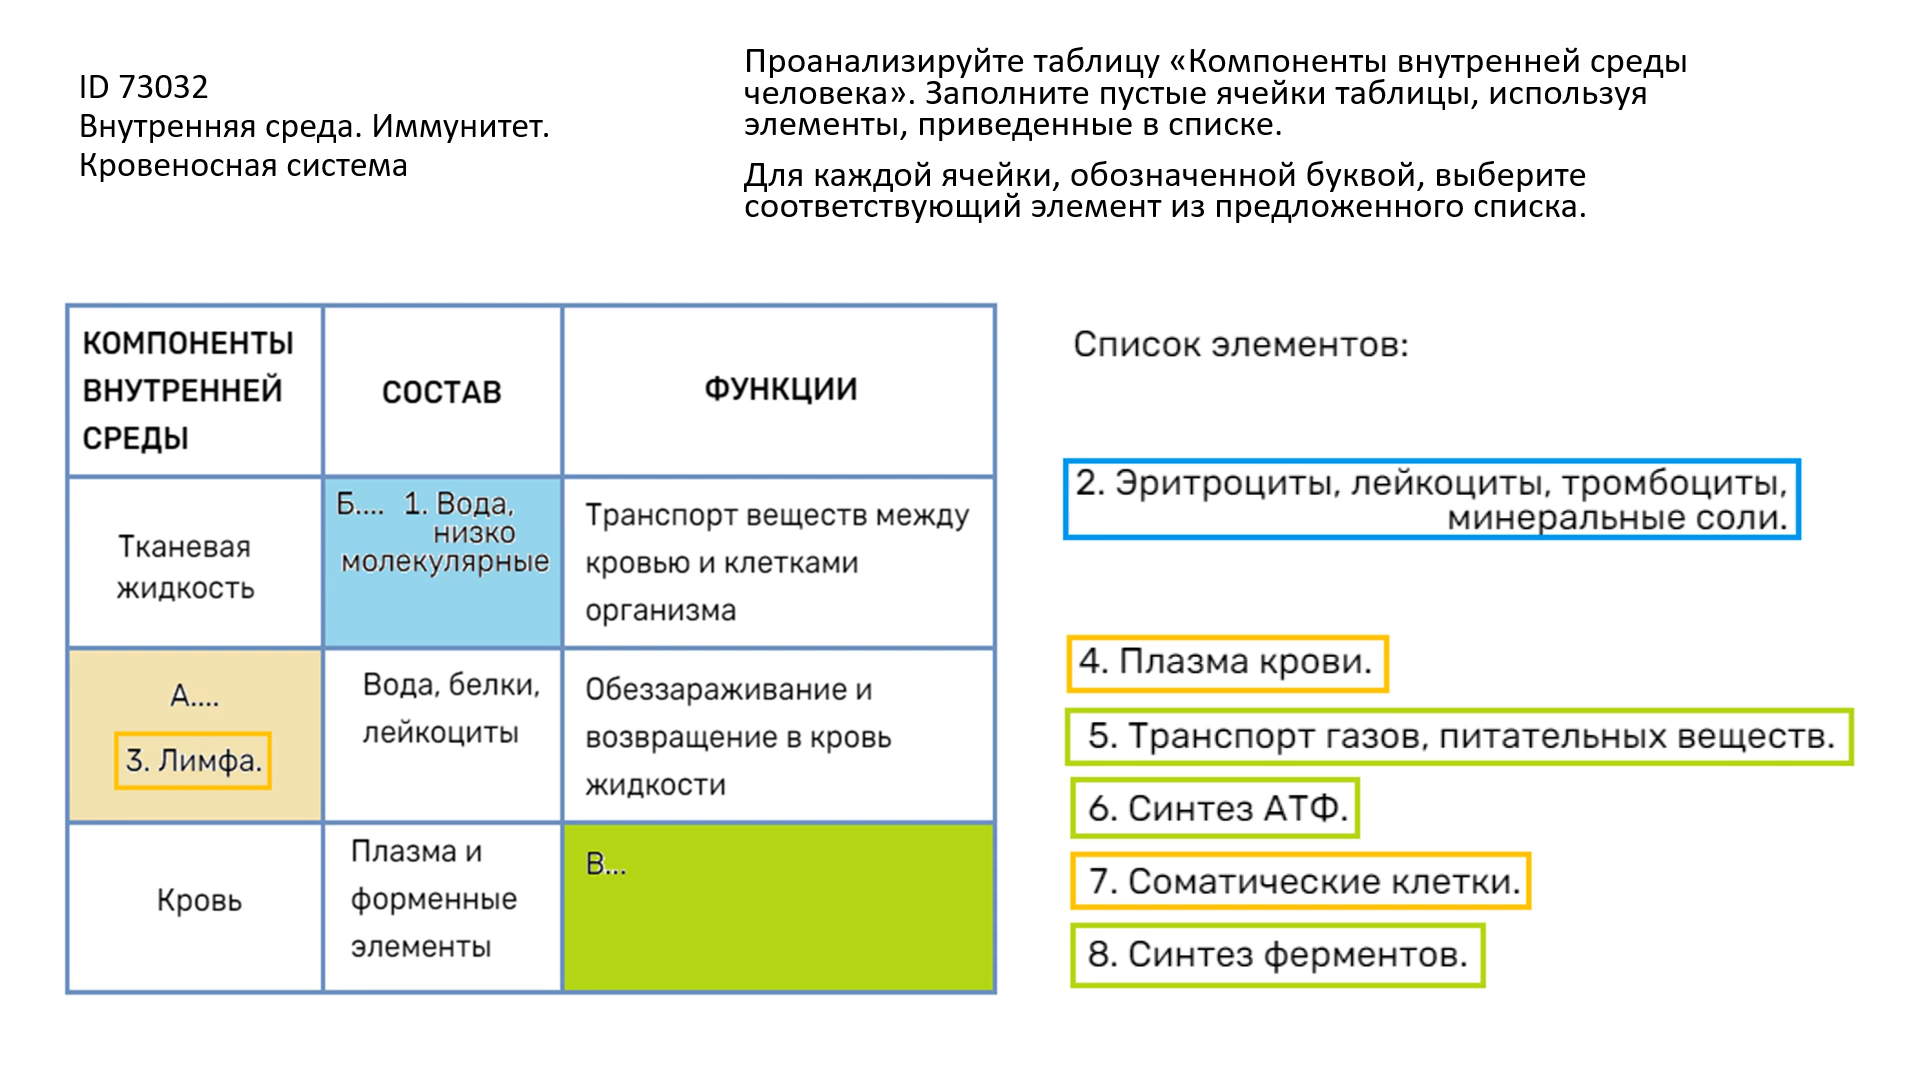 ID 73032
Внутренняя среда. Иммунитет.
Кровеносная система
Проанализируйте таблицу «Компоненты внутренней среды
человека». Заполните пустые ячейки таблицы, используя
элементы, приведенные в списке.
Для каждой ячейки, обозначенной буквой, выберите
соответствующий элемент из предложенного списка.
КОМПОНЕНТЫ
ВНУТРЕННЕЙ
СРЕДЫ
СОСТАВ
ФУНКЦИИ
Тканевая
жидкость
Б.... 1. Вода,
низко
молекулярные
Транспорт веществ между
кровью и клетками
организма
А....
3. Лимфа.
Вода, белки,
лейкоциты
Обеззараживание и
возвращение в кровь
жидкости
Кровь
Плазма и
форменные
элементы
В...
Список элементов:
2. Эритроциты, лейкоциты, тромбоциты,
минеральные соли.
4. Плазма крови.
5. Транспорт газов, питательных веществ.
6. Синтез АТФ.
7. Соматические клетки.
8. Синтез ферментов.